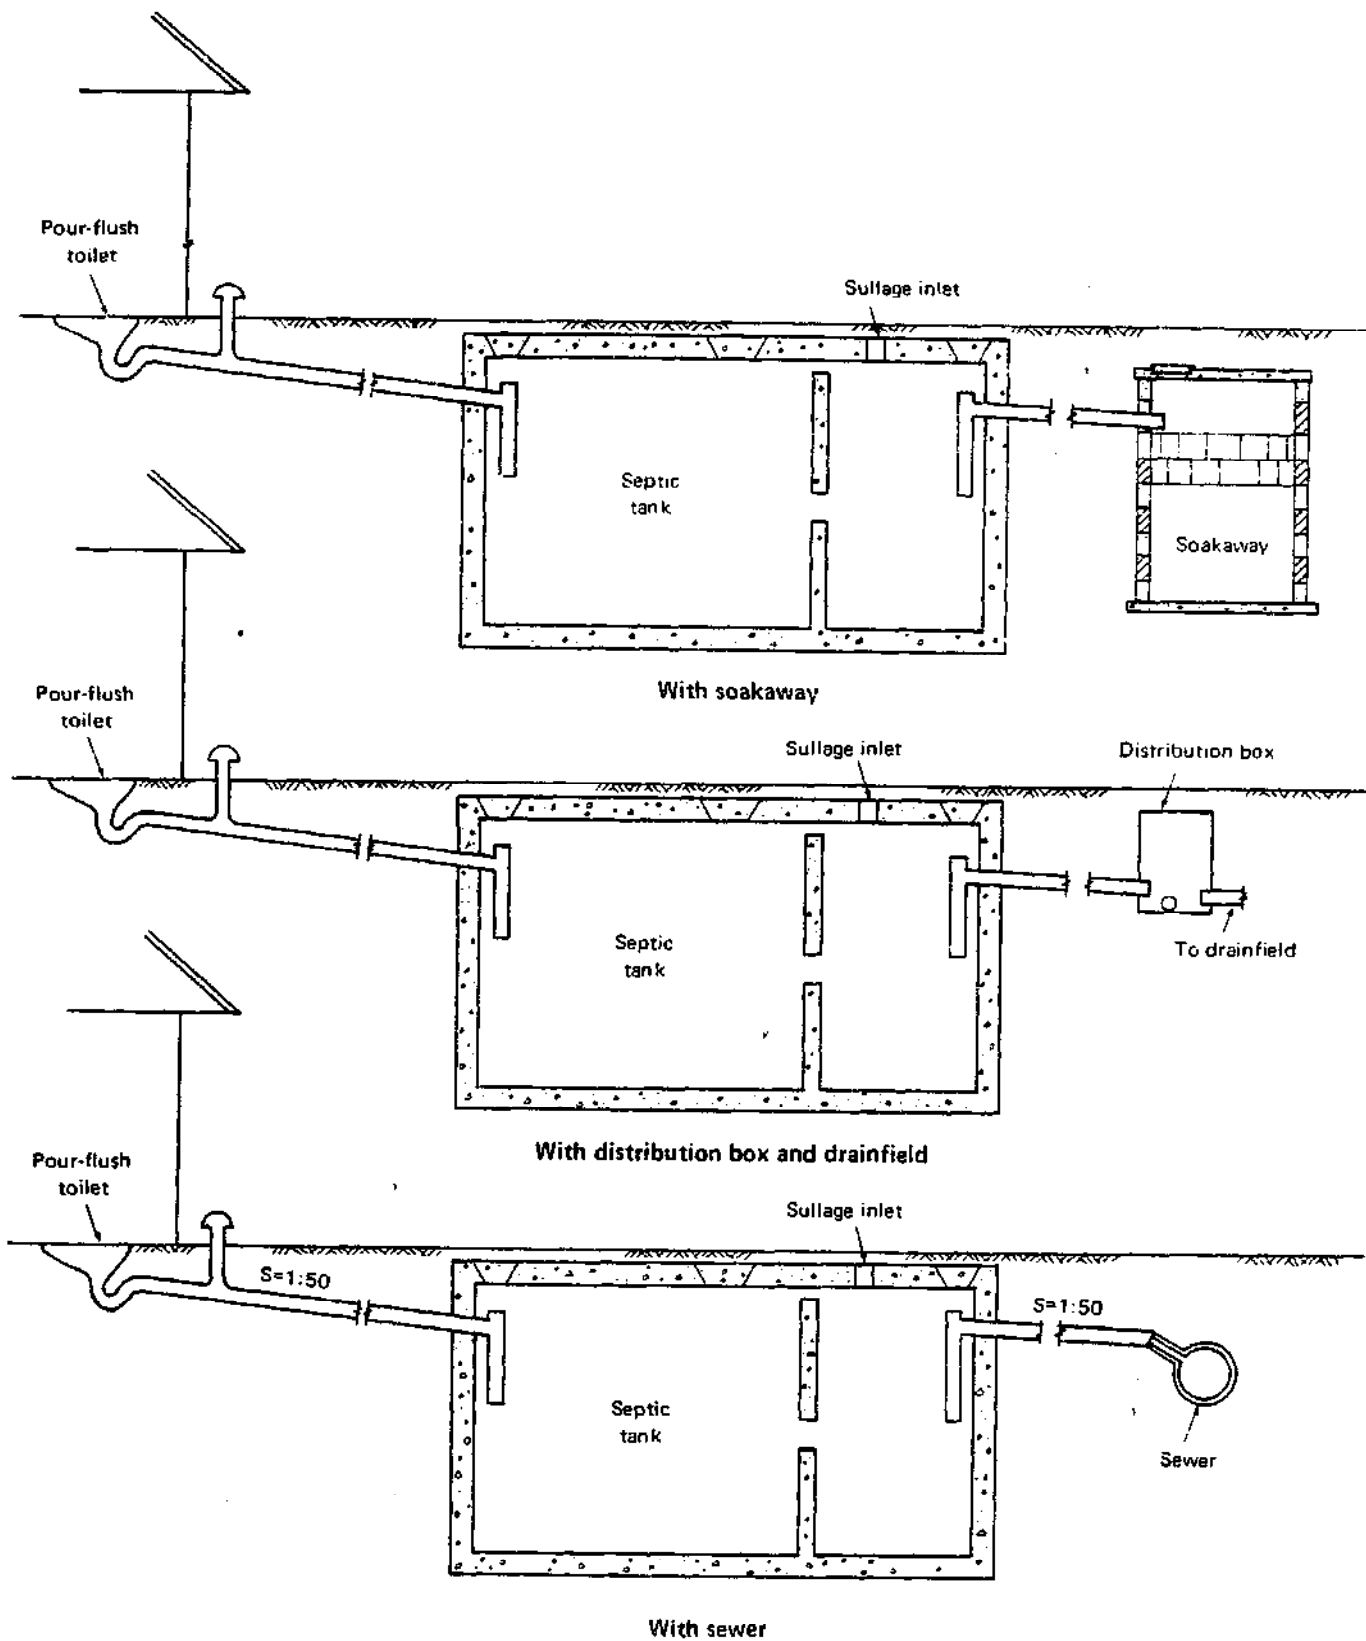 Pour-flush
toilet
Sullage inlet
Septic
tank
Soakaway
With soakaway
Pour-flush
toilet
Sullage inlet
Distribution box
Septic
tank
To drainfield
With distribution box and drainfield
Pour-flush
toilet
Sullage inlet
S=1:50
S=1:50
Septic
tank
Sewer
With sewer